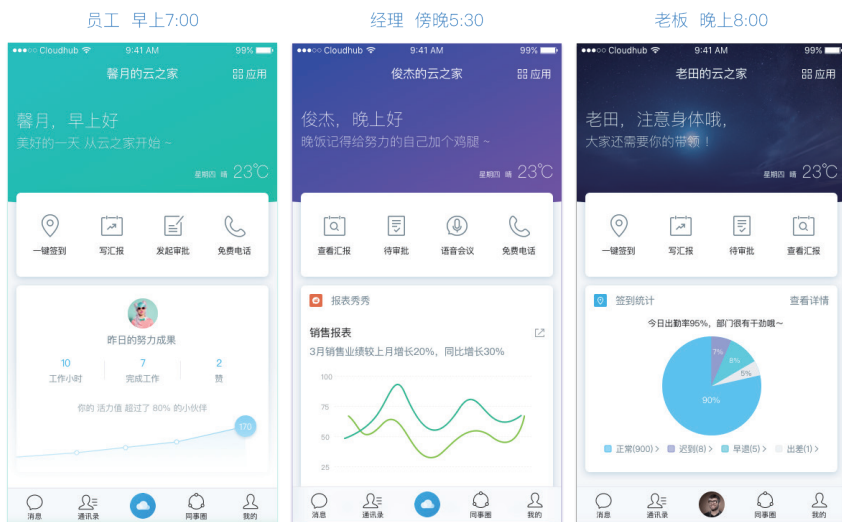 员工 早上7:00
Cloudhub 9:41 AM 99%
馨月的云之家 应用
馨月，早上好
美好的一天 从云之家开始 ~
星期四 晴 23℃
一键签到 写汇报 发起审批 免费电话
昨日的努力成果
10 7 2
工作小时 完成工作 赞
你的 活力值 超过了 80% 的小伙伴
170
消息 通讯录 同事圈 我的
经理 傍晚5:30
Cloudhub 9:41 AM 99%
俊杰的云之家 应用
俊杰，晚上好
晚饭记得给努力的自己加个鸡腿 ~
星期四 晴 23℃
查看汇报 待审批 语音会议 免费电话
报表秀秀
销售报表
3月销售业绩较上月增长20%，同比增长30%
100
75
50
25
消息 通讯录 同事圈 我的
老板 晚上8:00
Cloudhub 9:41 AM 99%
老田的云之家 应用
老田，注意身体哦,
大家还需要你的带领！
星期四 晴 23℃
一键签到 写汇报 待审批 查看汇报
签到统计 查看详情
今日出勤率95%，部门很有干劲哦～
7%
8%
5%
90%
正常(900)> 迟到(8)> 早退(5)> 出差(1)>
消息 通讯录 同事圈 我的